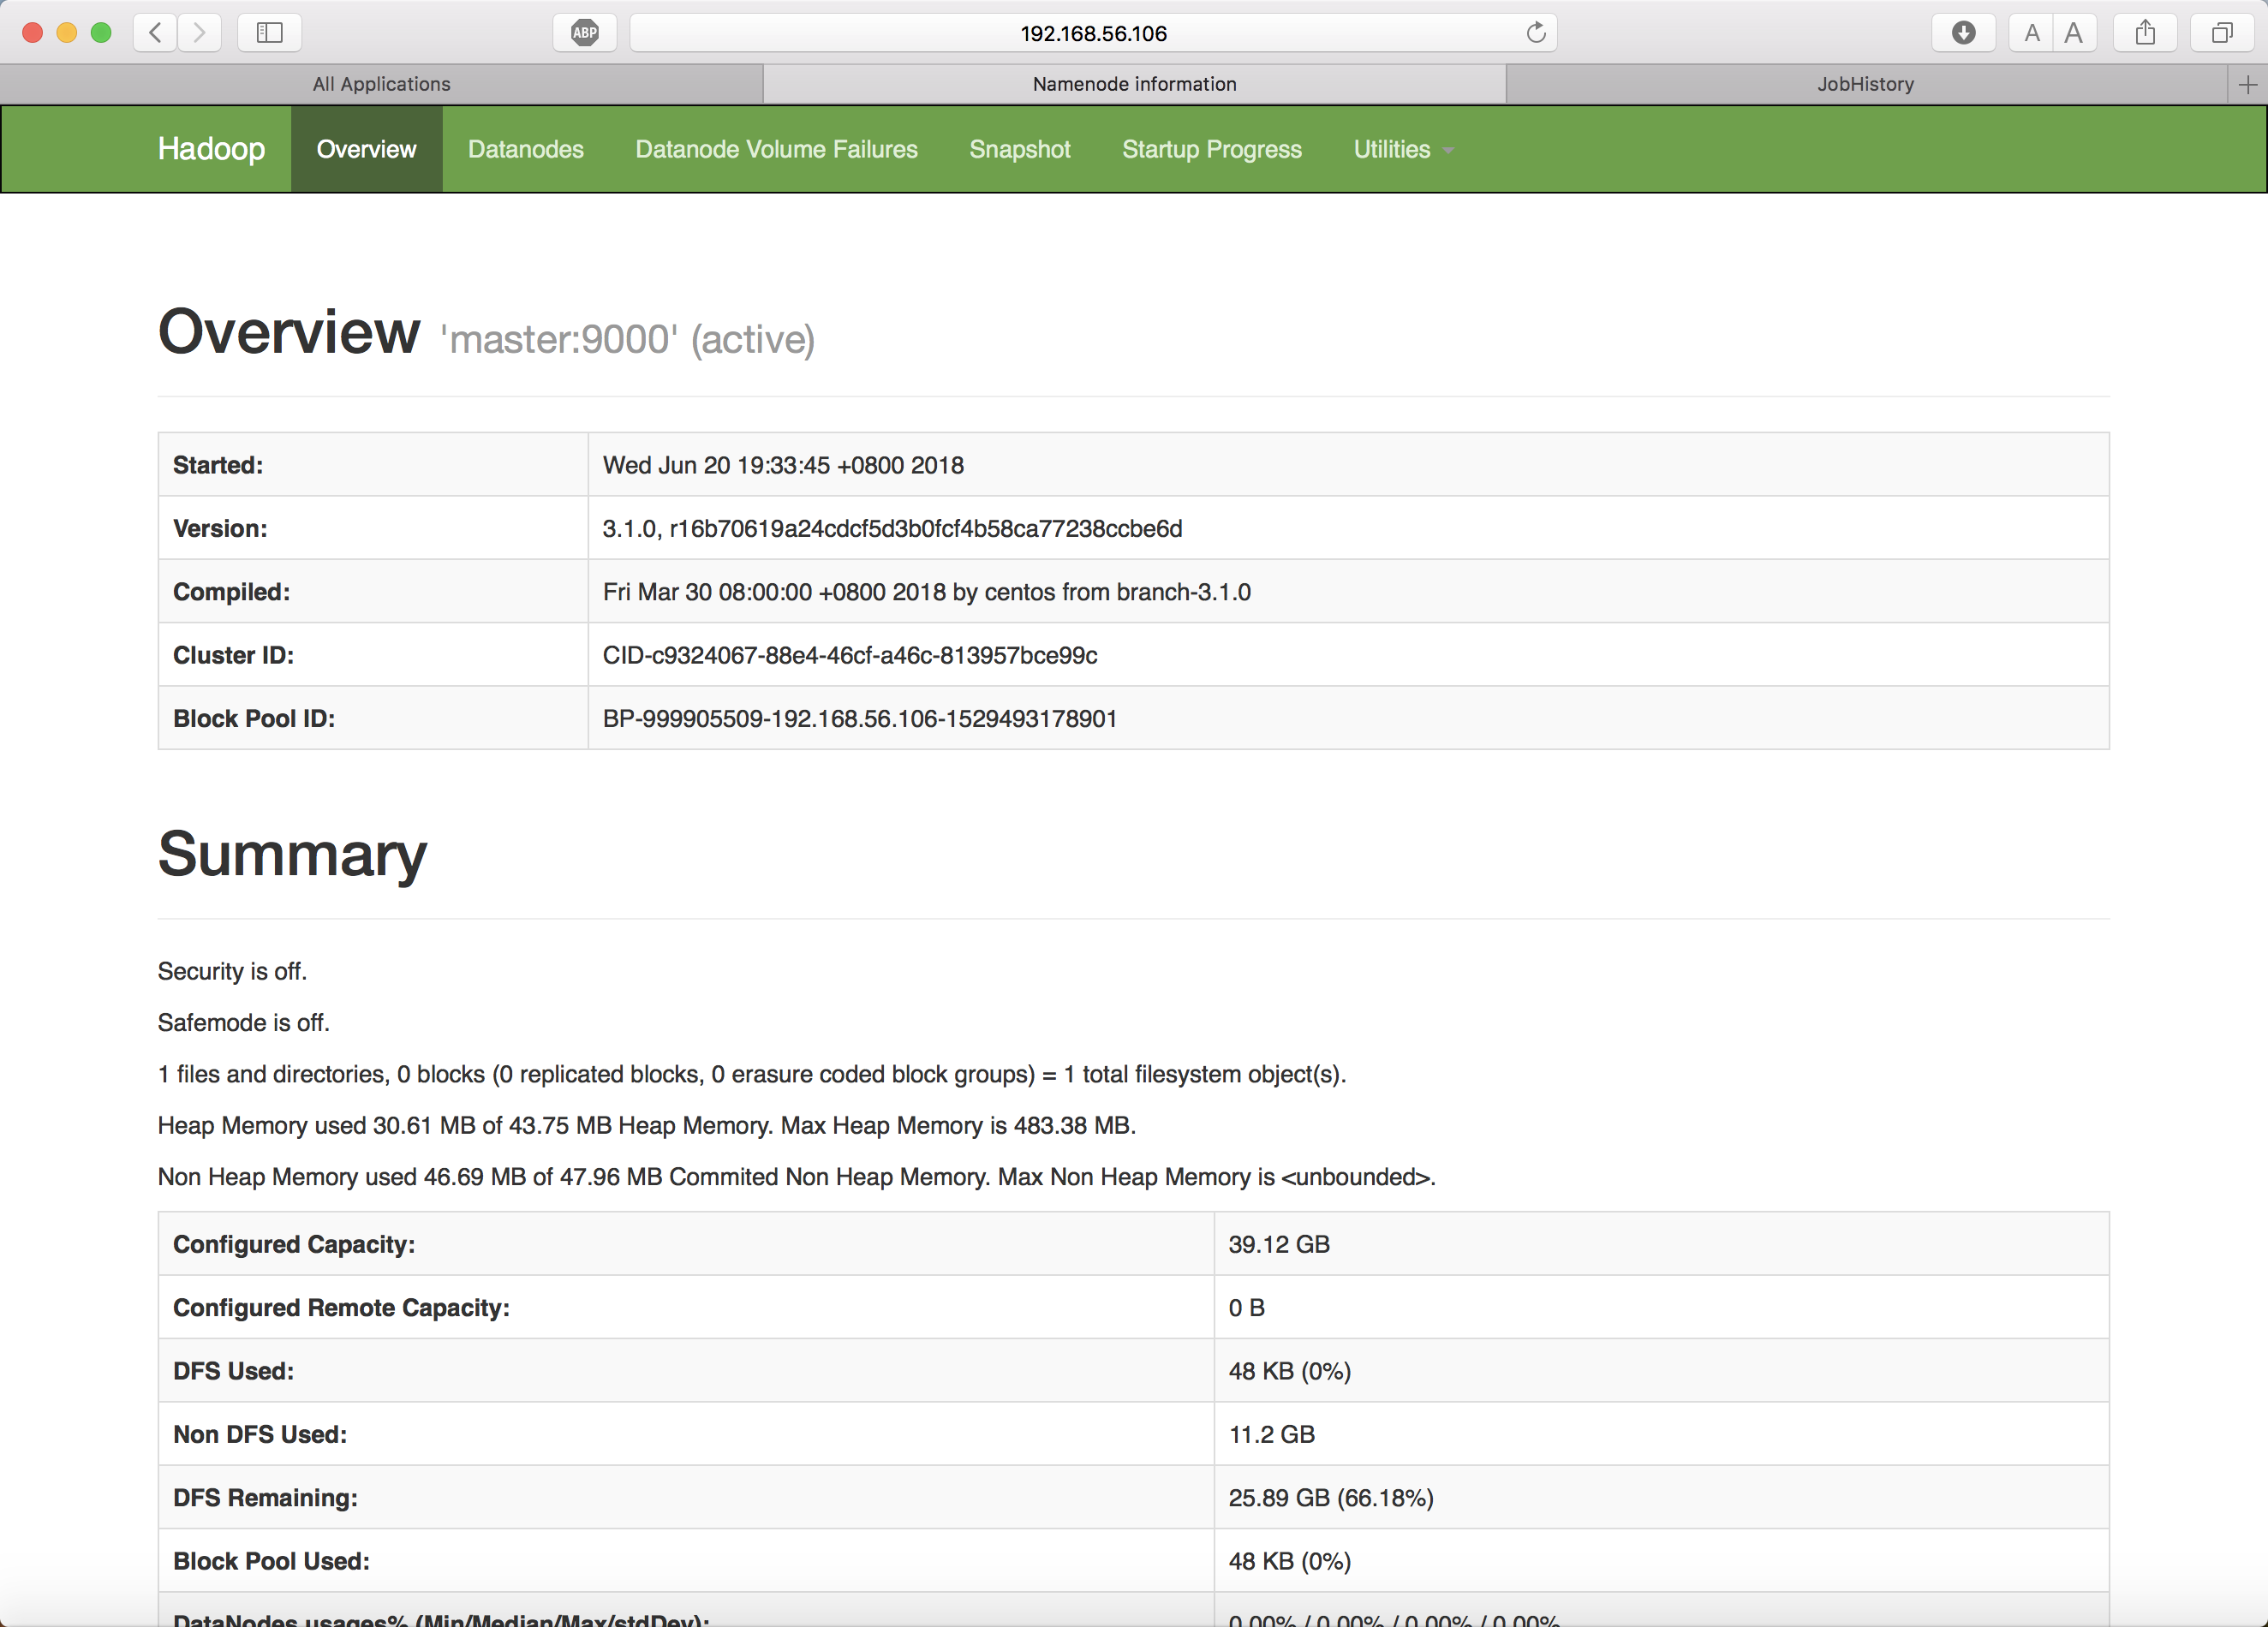 ABP
192.168.56.106
A A
All Applications Namenode information JobHistory
Hadoop Overview Datanodes Datanode Volume Failures Snapshot Startup Progress Utilities
Overview 'master:9000' (active)
Started: Wed Jun 20 19:33:45 +0800 2018
Version: 3.1.0, r16b70619a24cdcf5d3b0fcf4b58ca77238ccbe6d
Compiled: Fri Mar 30 08:00:00 +0800 2018 by centos from branch-3.1.0
Cluster ID: CID-c9324067-88e4-46cf-a46c-813957bce99c
Block Pool ID: BP-999905509-192.168.56.106-1529493178901
Summary
Security is off.
Safemode is off.
1 files and directories, 0 blocks (0 replicated blocks, 0 erasure coded block groups) = 1 total filesystem object(s).
Heap Memory used 30.61 MB of 43.75 MB Heap Memory. Max Heap Memory is 483.38 MB.
Non Heap Memory used 46.69 MB of 47.96 MB Commited Non Heap Memory. Max Non Heap Memory is <unbounded>.
Configured Capacity: 39.12 GB
Configured Remote Capacity: 0 B
DFS Used: 48 KB (0%)
Non DFS Used: 11.2 GB
DFS Remaining: 25.89 GB (66.18%)
Block Pool Used: 48 KB (0%)
DataNodes usages% (Min/Median/Max/stdDev): 0.00% / 0.00% / 0.00% / 0.00%